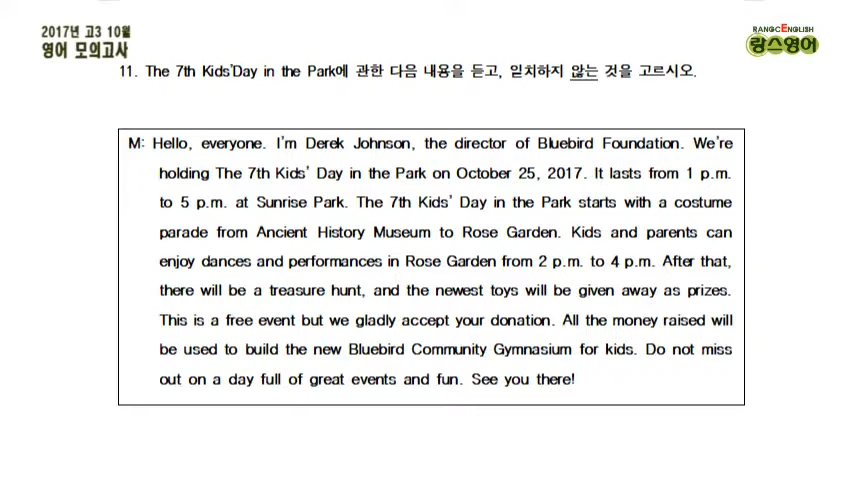 2017년 고3 10월
영어 모의고사
RANGCENGLISH
랑스영어
11. The 7th Kids'Day in the Park에 관한 다음 내용을 듣고, 일치하지 않는 것을 고르시오.
M: Hello, everyone. I'm Derek Johnson, the director of Bluebird Foundation. We're
holding The 7th Kids' Day in the Park on October 25, 2017. It lasts from 1 p.m.
to 5 p.m. at Sunrise Park. The 7th Kids' Day in the Park starts with a costume
parade from Ancient History Museum to Rose Garden. Kids and parents can
enjoy dances and performances in Rose Garden from 2 p.m. to 4 p.m. After that,
there will be a treasure hunt, and the newest toys will be given away as prizes.
This is a free event but we gladly accept your donation. All the money raised will
be used to build the new Bluebird Community Gymnasium for kids. Do not miss
out on a day full of great events and fun. See you there!